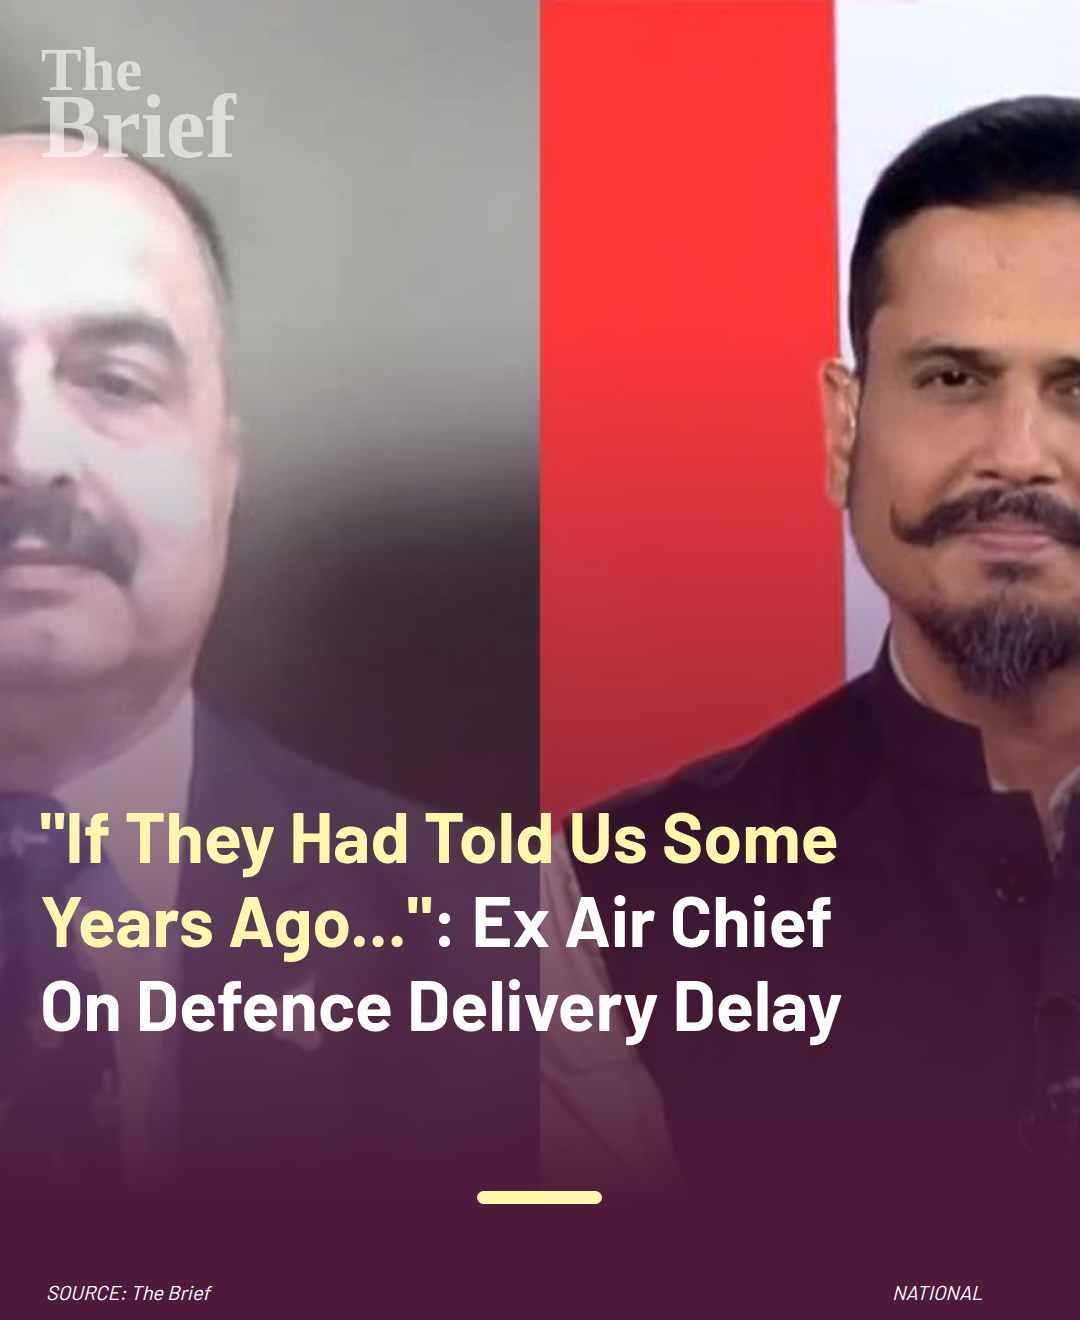 The
Brief
"If They Had Told Us Some
Years Ago...": Ex Air Chief
On Defence Delivery Delay
SOURCE: The Brief
NATIONAL